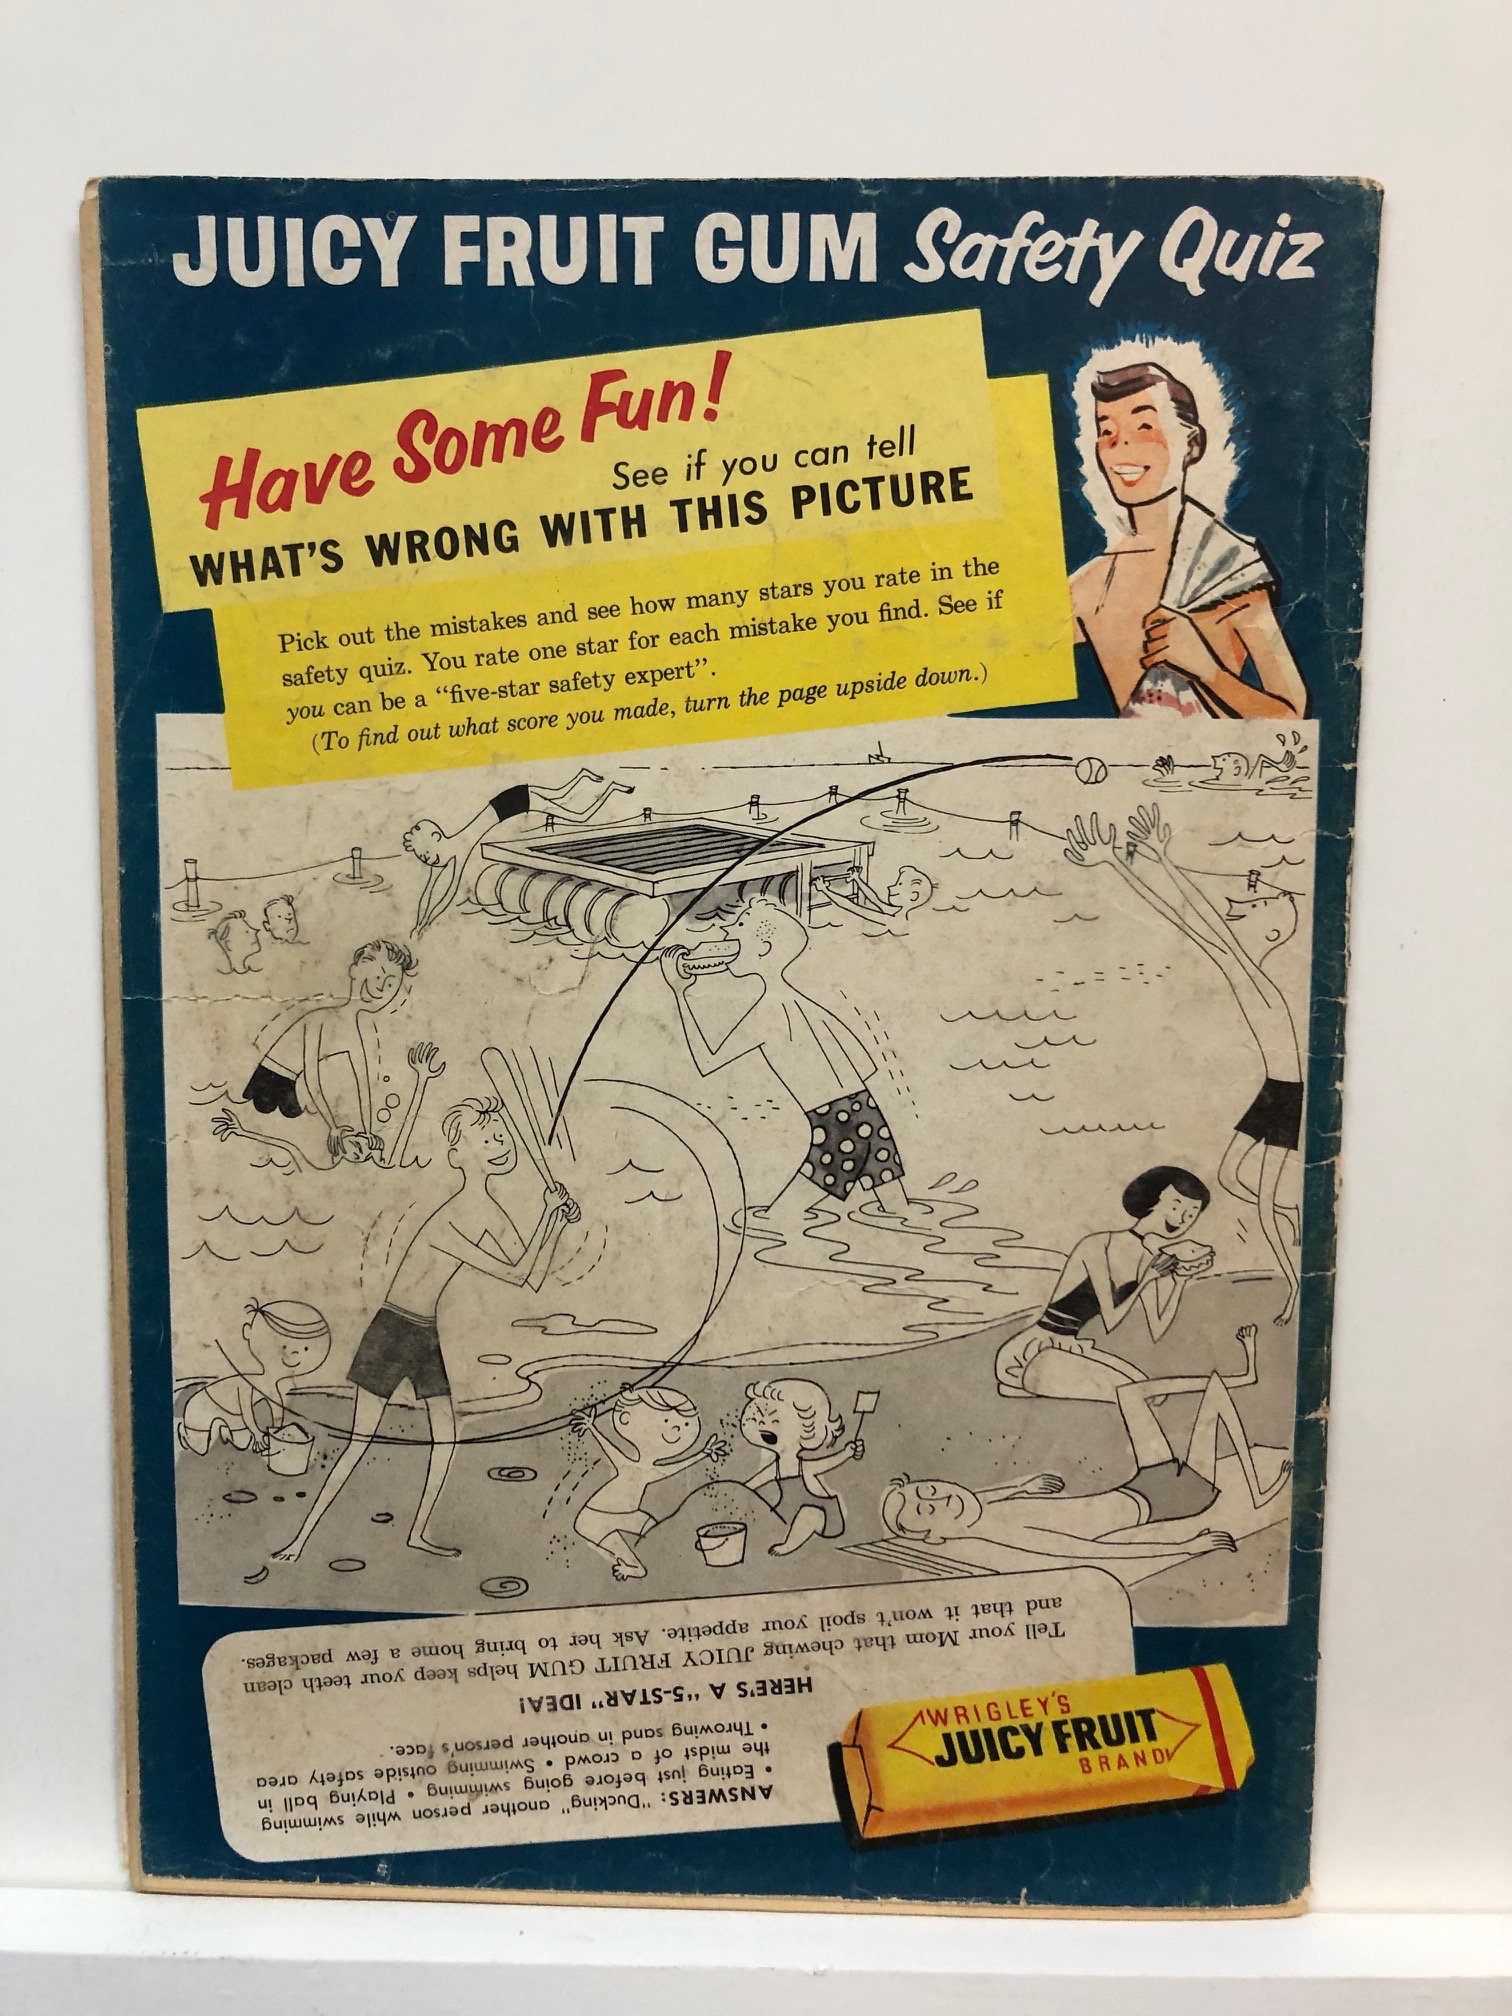 JUICY FRUIT GUM Safety Quiz
Have Some Fun!
See if you can tell
WHAT'S WRONG WITH THIS PICTURE
Pick out the mistakes and see how many stars you rate in the
safety quiz. You rate one star for each mistake you find. See if
you can be a "five-star safety expert".
(To find out what score you made, turn the page upside down.)
ANSWERS: "Ducking" another person while swimming
• Eating just before going swimming • Playing ball in
the midst of a crowd • Swimming outside safety area
• Throwing sand in another person's face.
HERE'S A "5-STAR" IDEA!
Tell your Mom that chewing JUICY FRUIT GUM helps keep your teeth clean
and that it won't spoil your appetite. Ask her to bring home a few packages.
WRIGLEY'S
JUICY FRUIT
BRAND